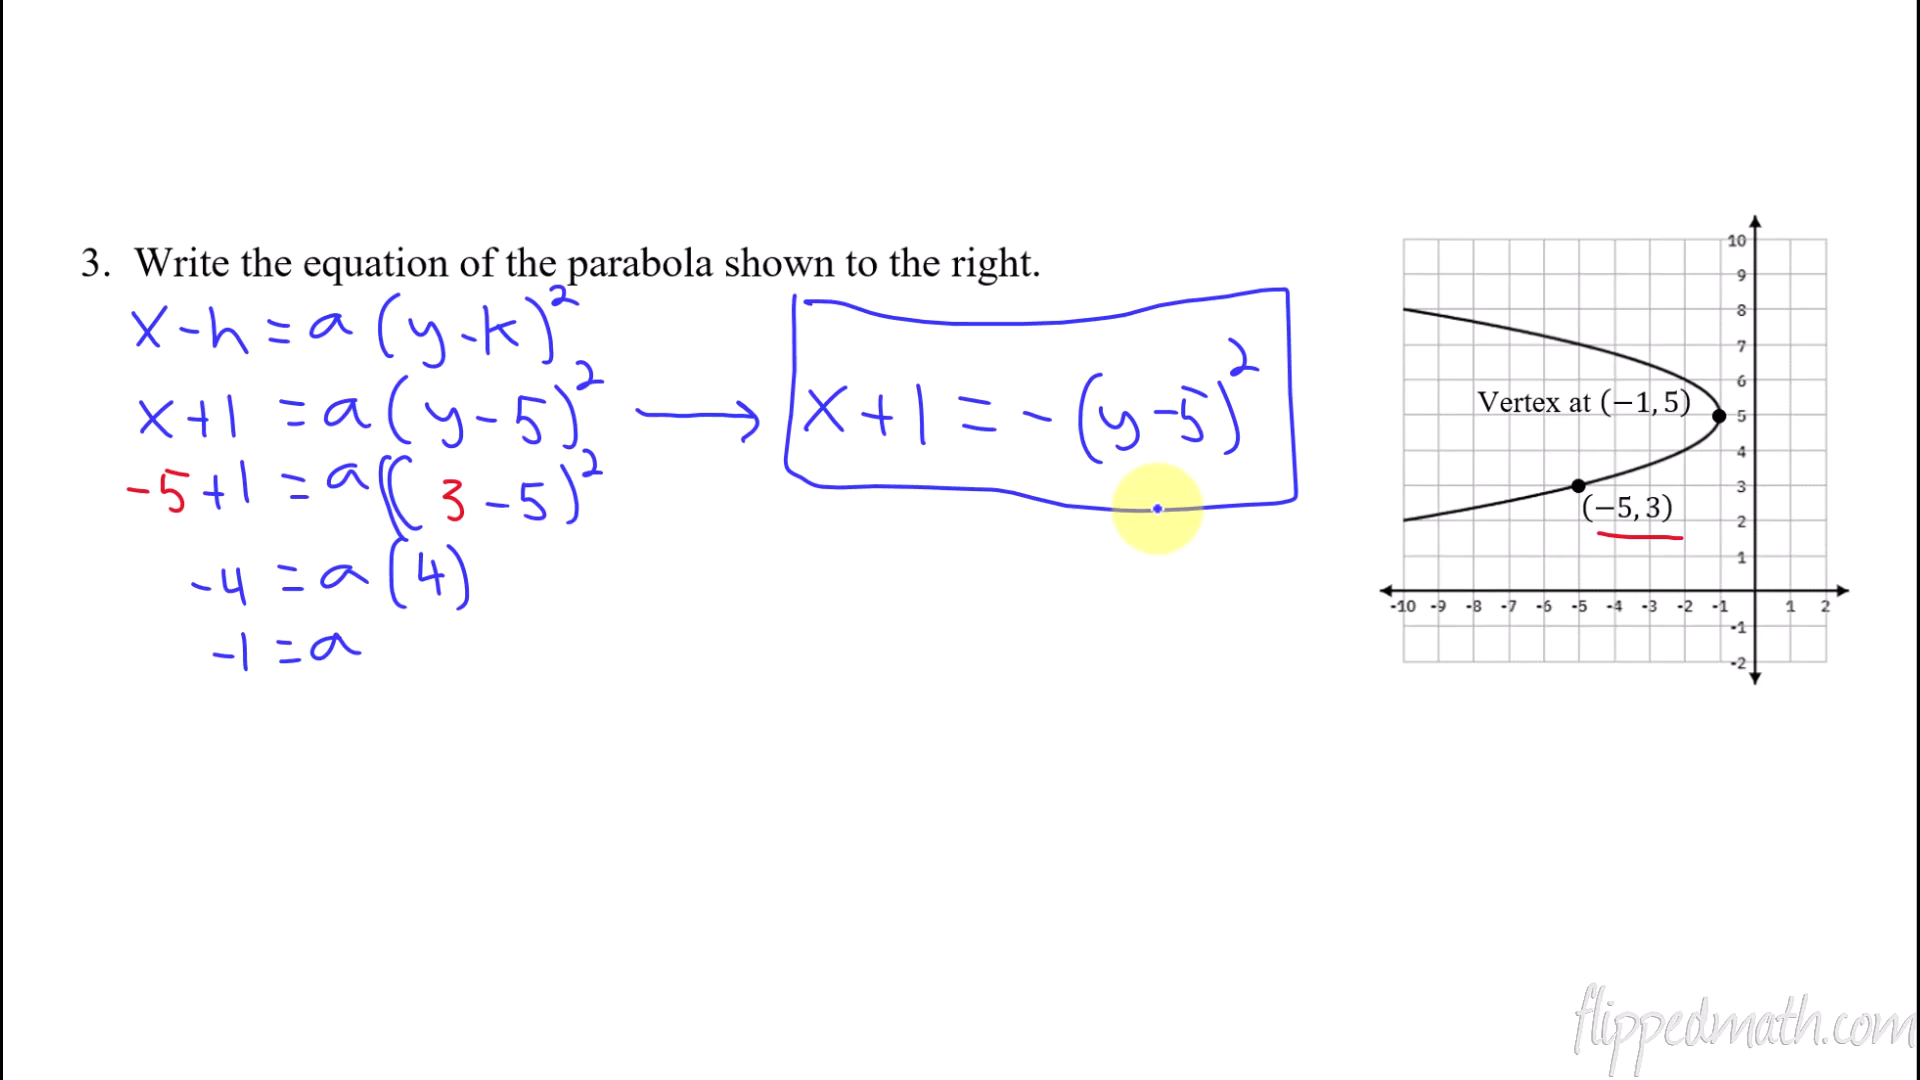 3. Write the equation of the parabola shown to the right.
x-h = a(y-k)²
x+1 = a(y-5)² → x+1 = -(y-5)²
-5+1 = a((3-5)²
-4 = a(4)
-1 = a
10
9
8
7
6
Vertex at (−1, 5)
5
4
3
(−5, 3)
2
1
-10 -9 -8 -7 -6 -5 -4 -3 -2 -1 1 2
-1
-2
flippedmath.com